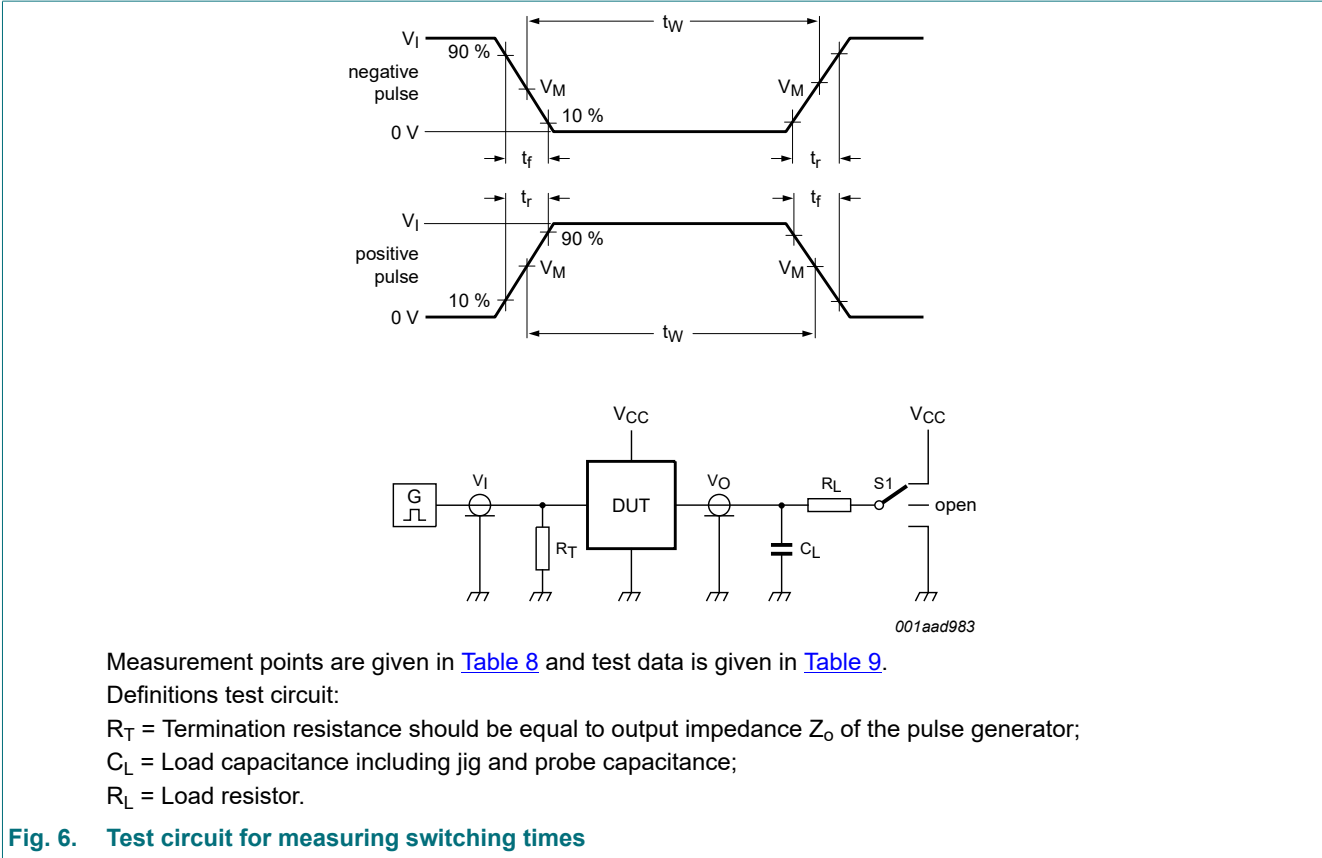 tW
VI
90 %
negative
pulse
VM
VM
10 %
0 V
tf
tr
tr
tf
VI
90 %
positive
pulse
VM
VM
10 %
0 V
tW
VCC
VCC
G
VI
DUT
VO
RL
S1
open
RT
CL
001aad983
Measurement points are given in Table 8 and test data is given in Table 9.
Definitions test circuit:
RT = Termination resistance should be equal to output impedance Zo of the pulse generator;
CL = Load capacitance including jig and probe capacitance;
RL = Load resistor.
Fig. 6. Test circuit for measuring switching times